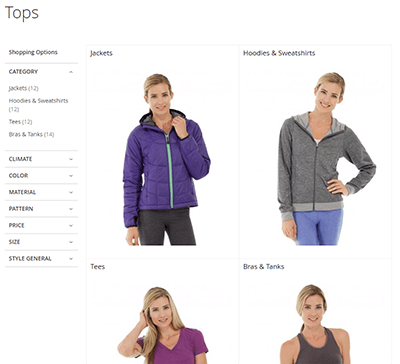 Tops
Shopping Options
CATEGORY
Jackets (12)
Hoodies & Sweatshirts
(12)
Tees (12)
Bras & Tanks (14)
CLIMATE
COLOR
MATERIAL
PATTERN
PRICE
SIZE
STYLE GENERAL
Jackets
Hoodies & Sweatshirts
Tees
Bras & Tanks